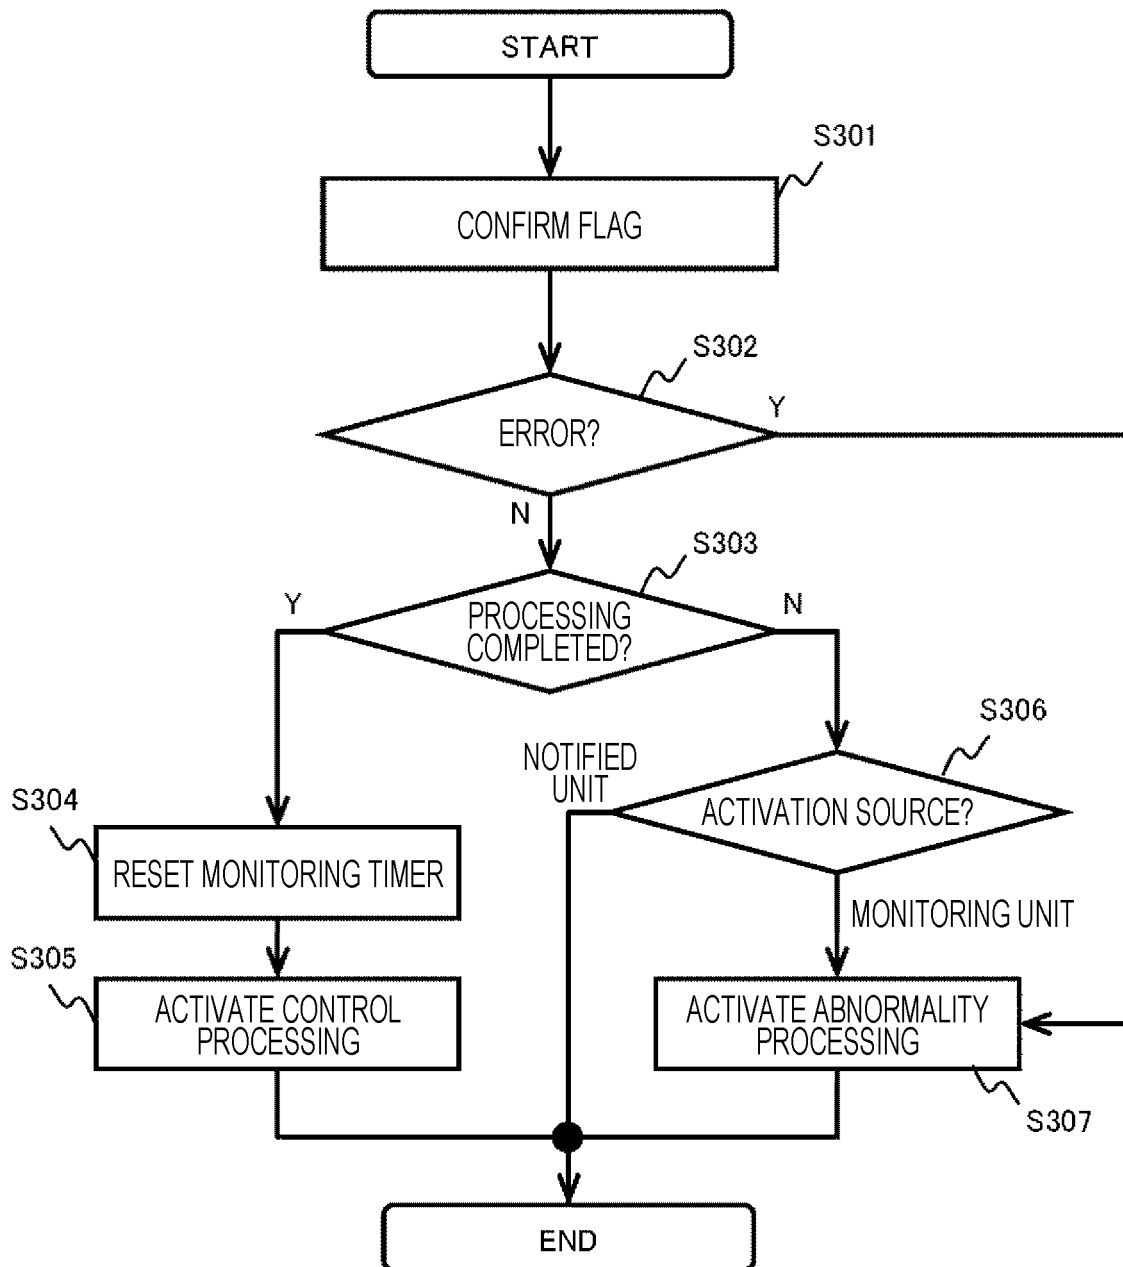 START
S301
CONFIRM FLAG
S302
ERROR?
Y
N
S303
PROCESSING
COMPLETED?
Y
N
S306
NOTIFIED
UNIT
ACTIVATION SOURCE?
S304
RESET MONITORING TIMER
MONITORING UNIT
S305
ACTIVATE CONTROL
PROCESSING
ACTIVATE ABNORMALITY
PROCESSING
S307
END